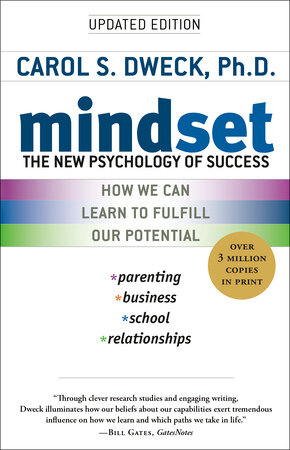 UPDATED EDITION
CAROL S. DWECK, Ph.D.
mindset
THE NEW PSYCHOLOGY OF SUCCESS
HOW WE CAN
LEARN TO FULFILL
OUR POTENTIAL
OVER
3 MILLION
COPIES
IN PRINT
*parenting
*business
*school
*relationships
“Through clever research studies and engaging writing,
Dweck illuminates how our beliefs about our capabilities exert tremendous
influence on how we learn and which paths we take in life.”
—BILL GATES, GatesNotes